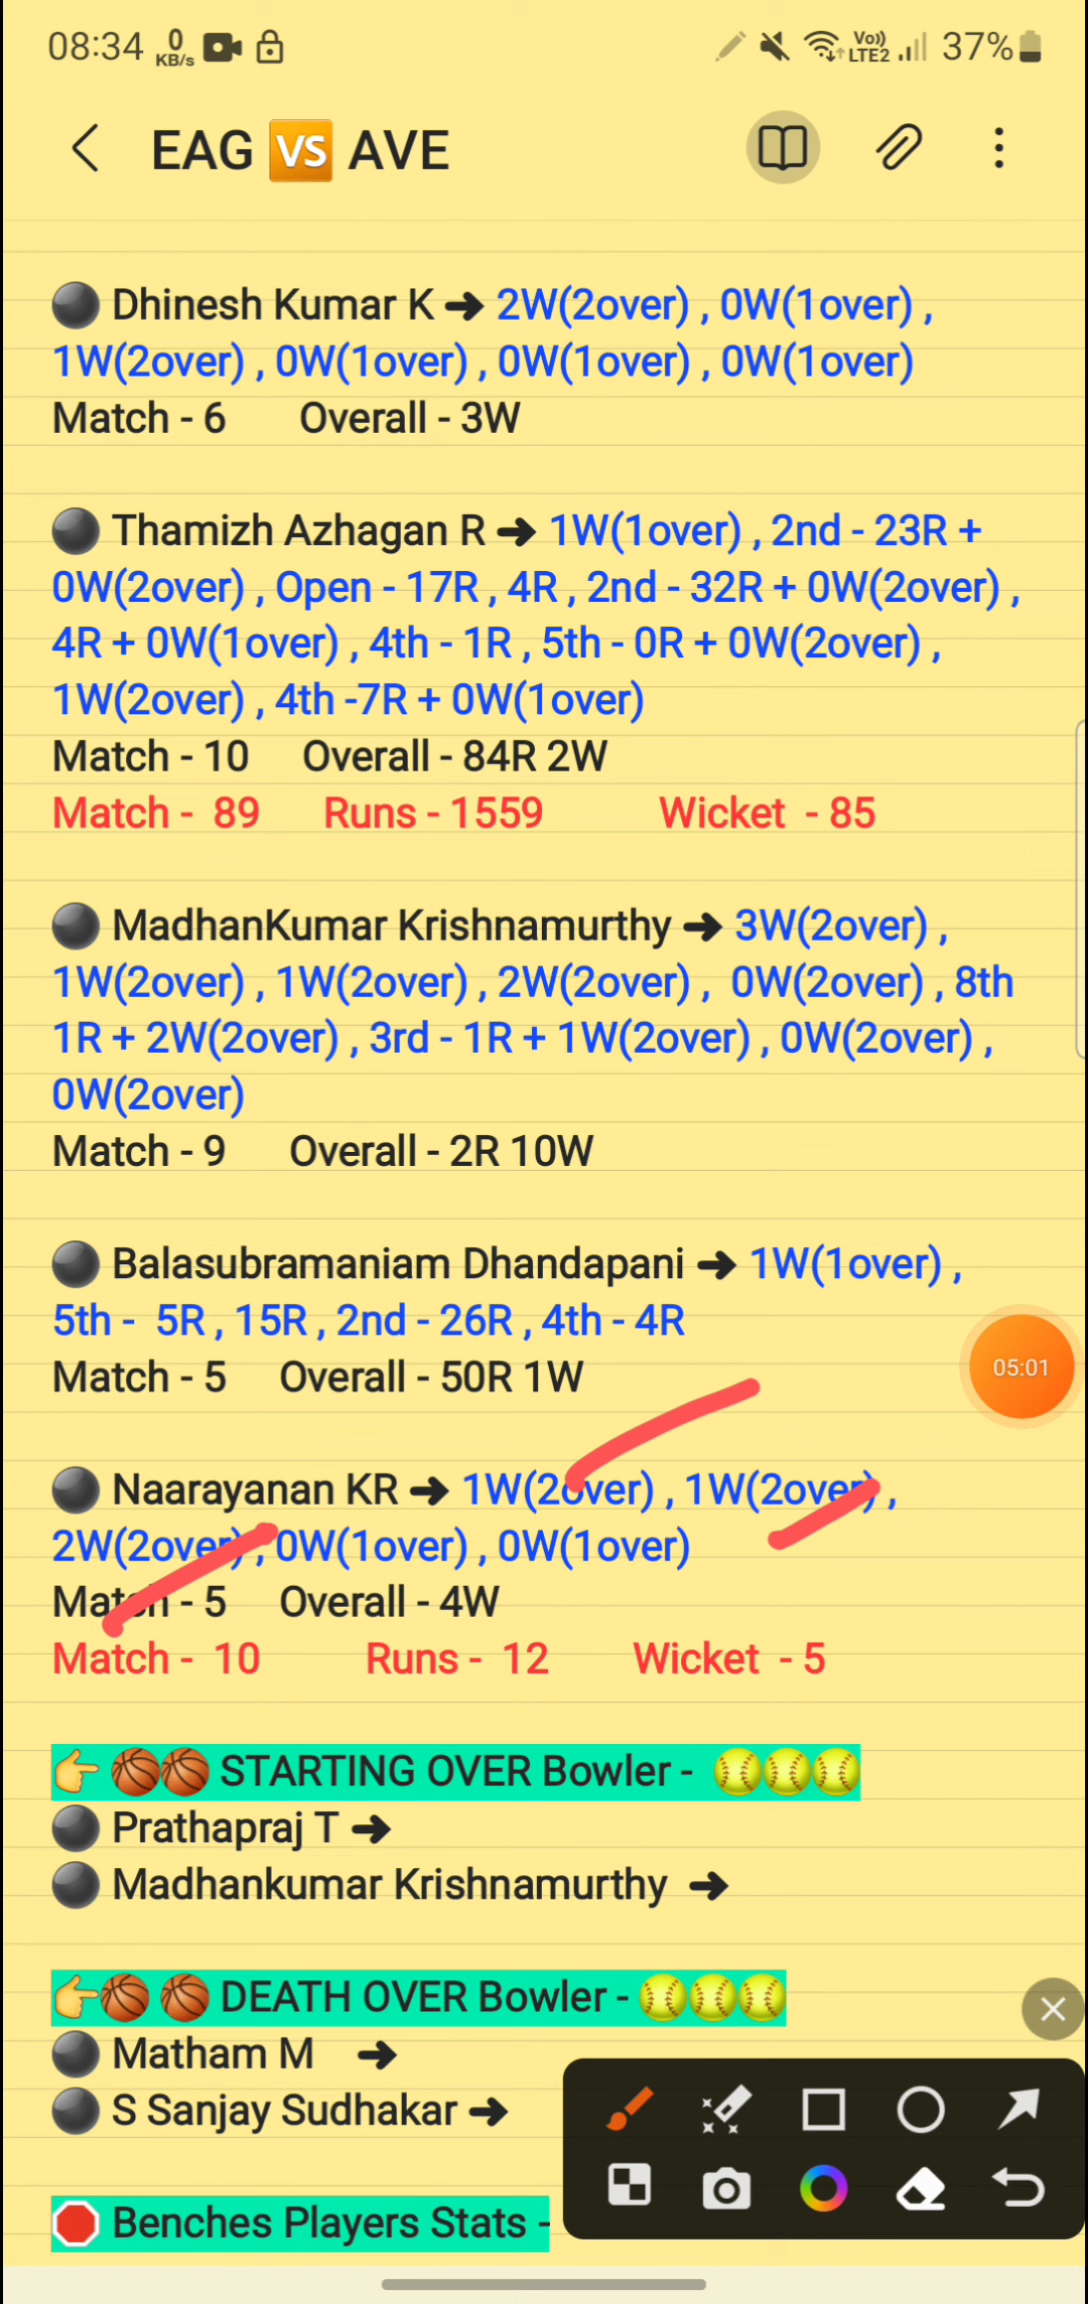 08:34 0 KB/s Vo)) LTE2 37%
EAG VS AVE
Dhinesh Kumar K ➔ 2W(2over) , 0W(1over) ,
1W(2over) , 0W(1over) , 0W(1over) , 0W(1over)
Match - 6 Overall - 3W
Thamizh Azhagan R ➔ 1W(1over) , 2nd - 23R +
0W(2over) , Open - 17R , 4R , 2nd - 32R + 0W(2over) ,
4R + 0W(1over) , 4th - 1R , 5th - 0R + 0W(2over) ,
1W(2over) , 4th -7R + 0W(1over)
Match - 10 Overall - 84R 2W
Match - 89 Runs - 1559 Wicket - 85
MadhanKumar Krishnamurthy ➔ 3W(2over) ,
1W(2over) , 1W(2over) , 2W(2over) , 0W(2over) , 8th
1R + 2W(2over) , 3rd - 1R + 1W(2over) , 0W(2over) ,
0W(2over)
Match - 9 Overall - 2R 10W
Balasubramaniam Dhandapani ➔ 1W(1over) ,
5th - 5R , 15R , 2nd - 26R , 4th - 4R
Match - 5 Overall - 50R 1W
05:01
Naarayanan KR ➔ 1W(2over) , 1W(2over) ,
2W(2over) , 0W(1over) , 0W(1over)
Match - 5 Overall - 4W
Match - 10 Runs - 12 Wicket - 5
STARTING OVER Bowler -
Prathapraj T ➔
Madhankumar Krishnamurthy ➔
DEATH OVER Bowler -
Matham M ➔
S Sanjay Sudhakar ➔
Benches Players Stats -